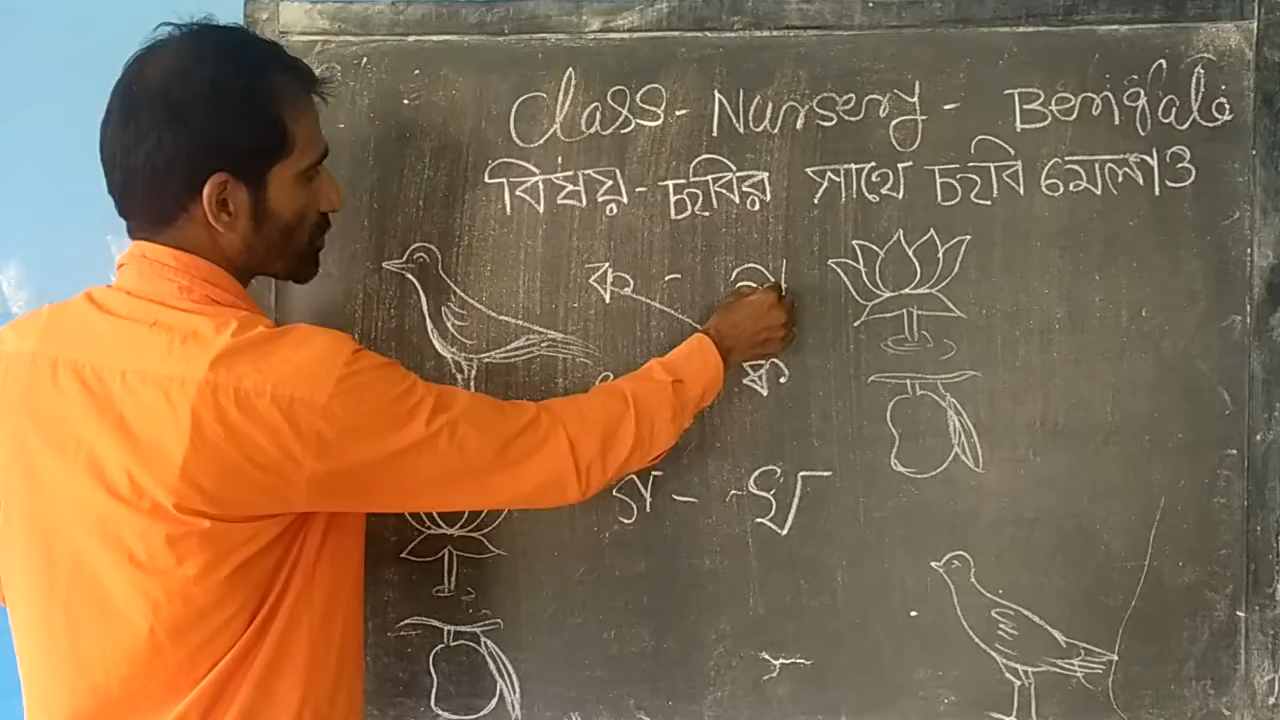 Class - Nursery - Bengali
বিষয় - ছবির সাথে ছবি মেলাও
ক -
ক
গ - খ